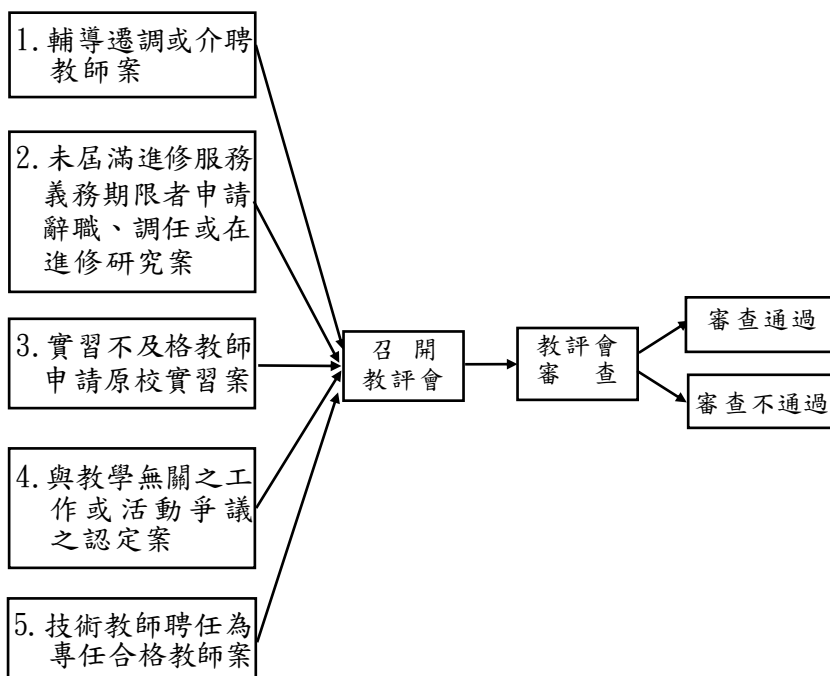 1.輔導遷調或介聘
教師案
2.未屆滿進修服務
義務期限者申請
辭職、調任或在
進修研究案
3.實習不及格教師
申請原校實習案
4.與教學無關之工
作或活動爭議
之認定案
5.技術教師聘任為
專任合格教師案
召開
教評會
教評會
審查
審查通過
審查不通過